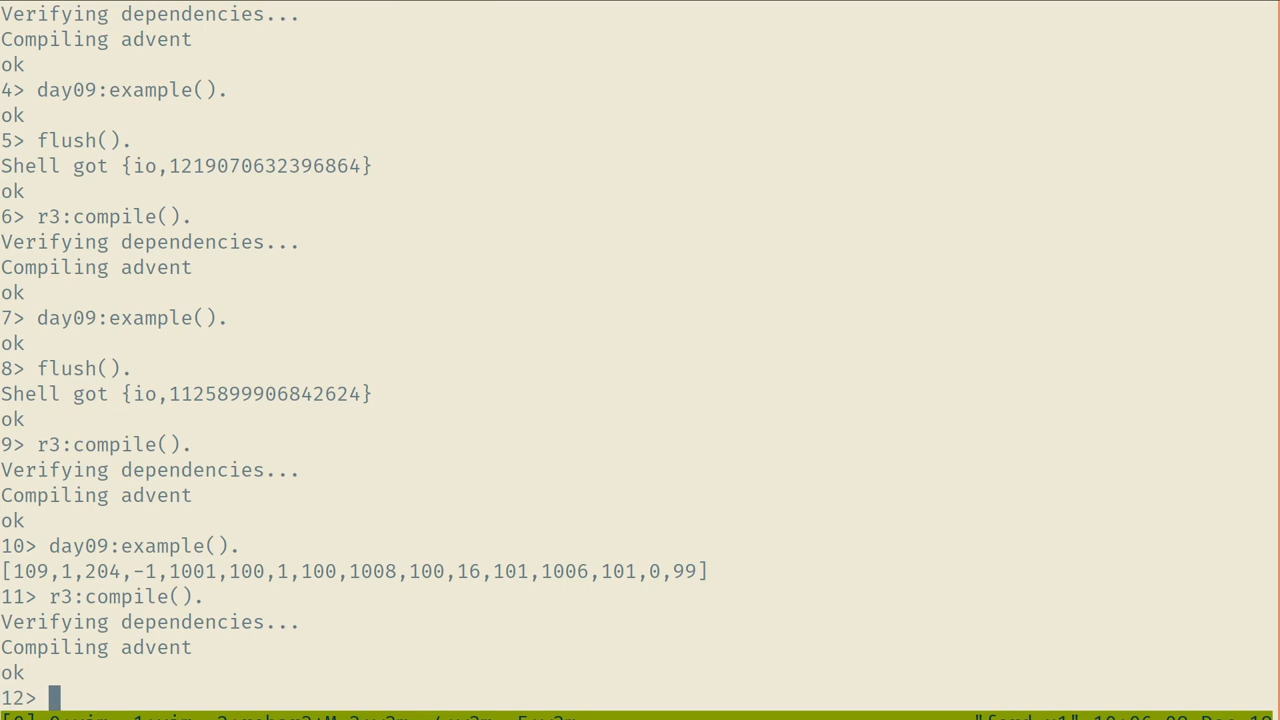 Verifying dependencies...
Compiling advent
ok
4> day09:example().
ok
5> flush().
Shell got {io,1219070632396864}
ok
6> r3:compile().
Verifying dependencies...
Compiling advent
ok
7> day09:example().
ok
8> flush().
Shell got {io,1125899906842624}
ok
9> r3:compile().
Verifying dependencies...
Compiling advent
ok
10> day09:example().
[109,1,204,-1,1001,100,1,100,1008,100,16,101,1006,101,0,99]
11> r3:compile().
Verifying dependencies...
Compiling advent
ok
12>